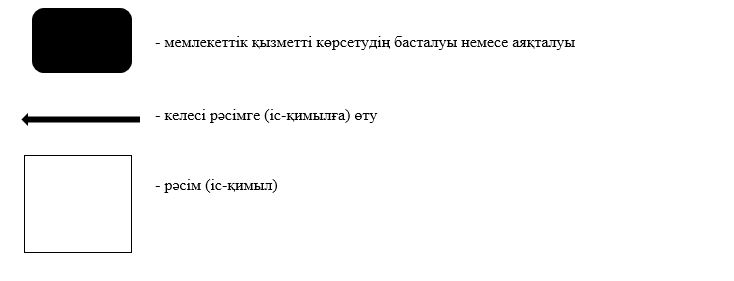 - мемлекеттік қызметті көрсетудің басталуы немесе аяқталуы
- келесі рәсімге (іс-қимылға) өту
- рәсім (іс-қимыл)